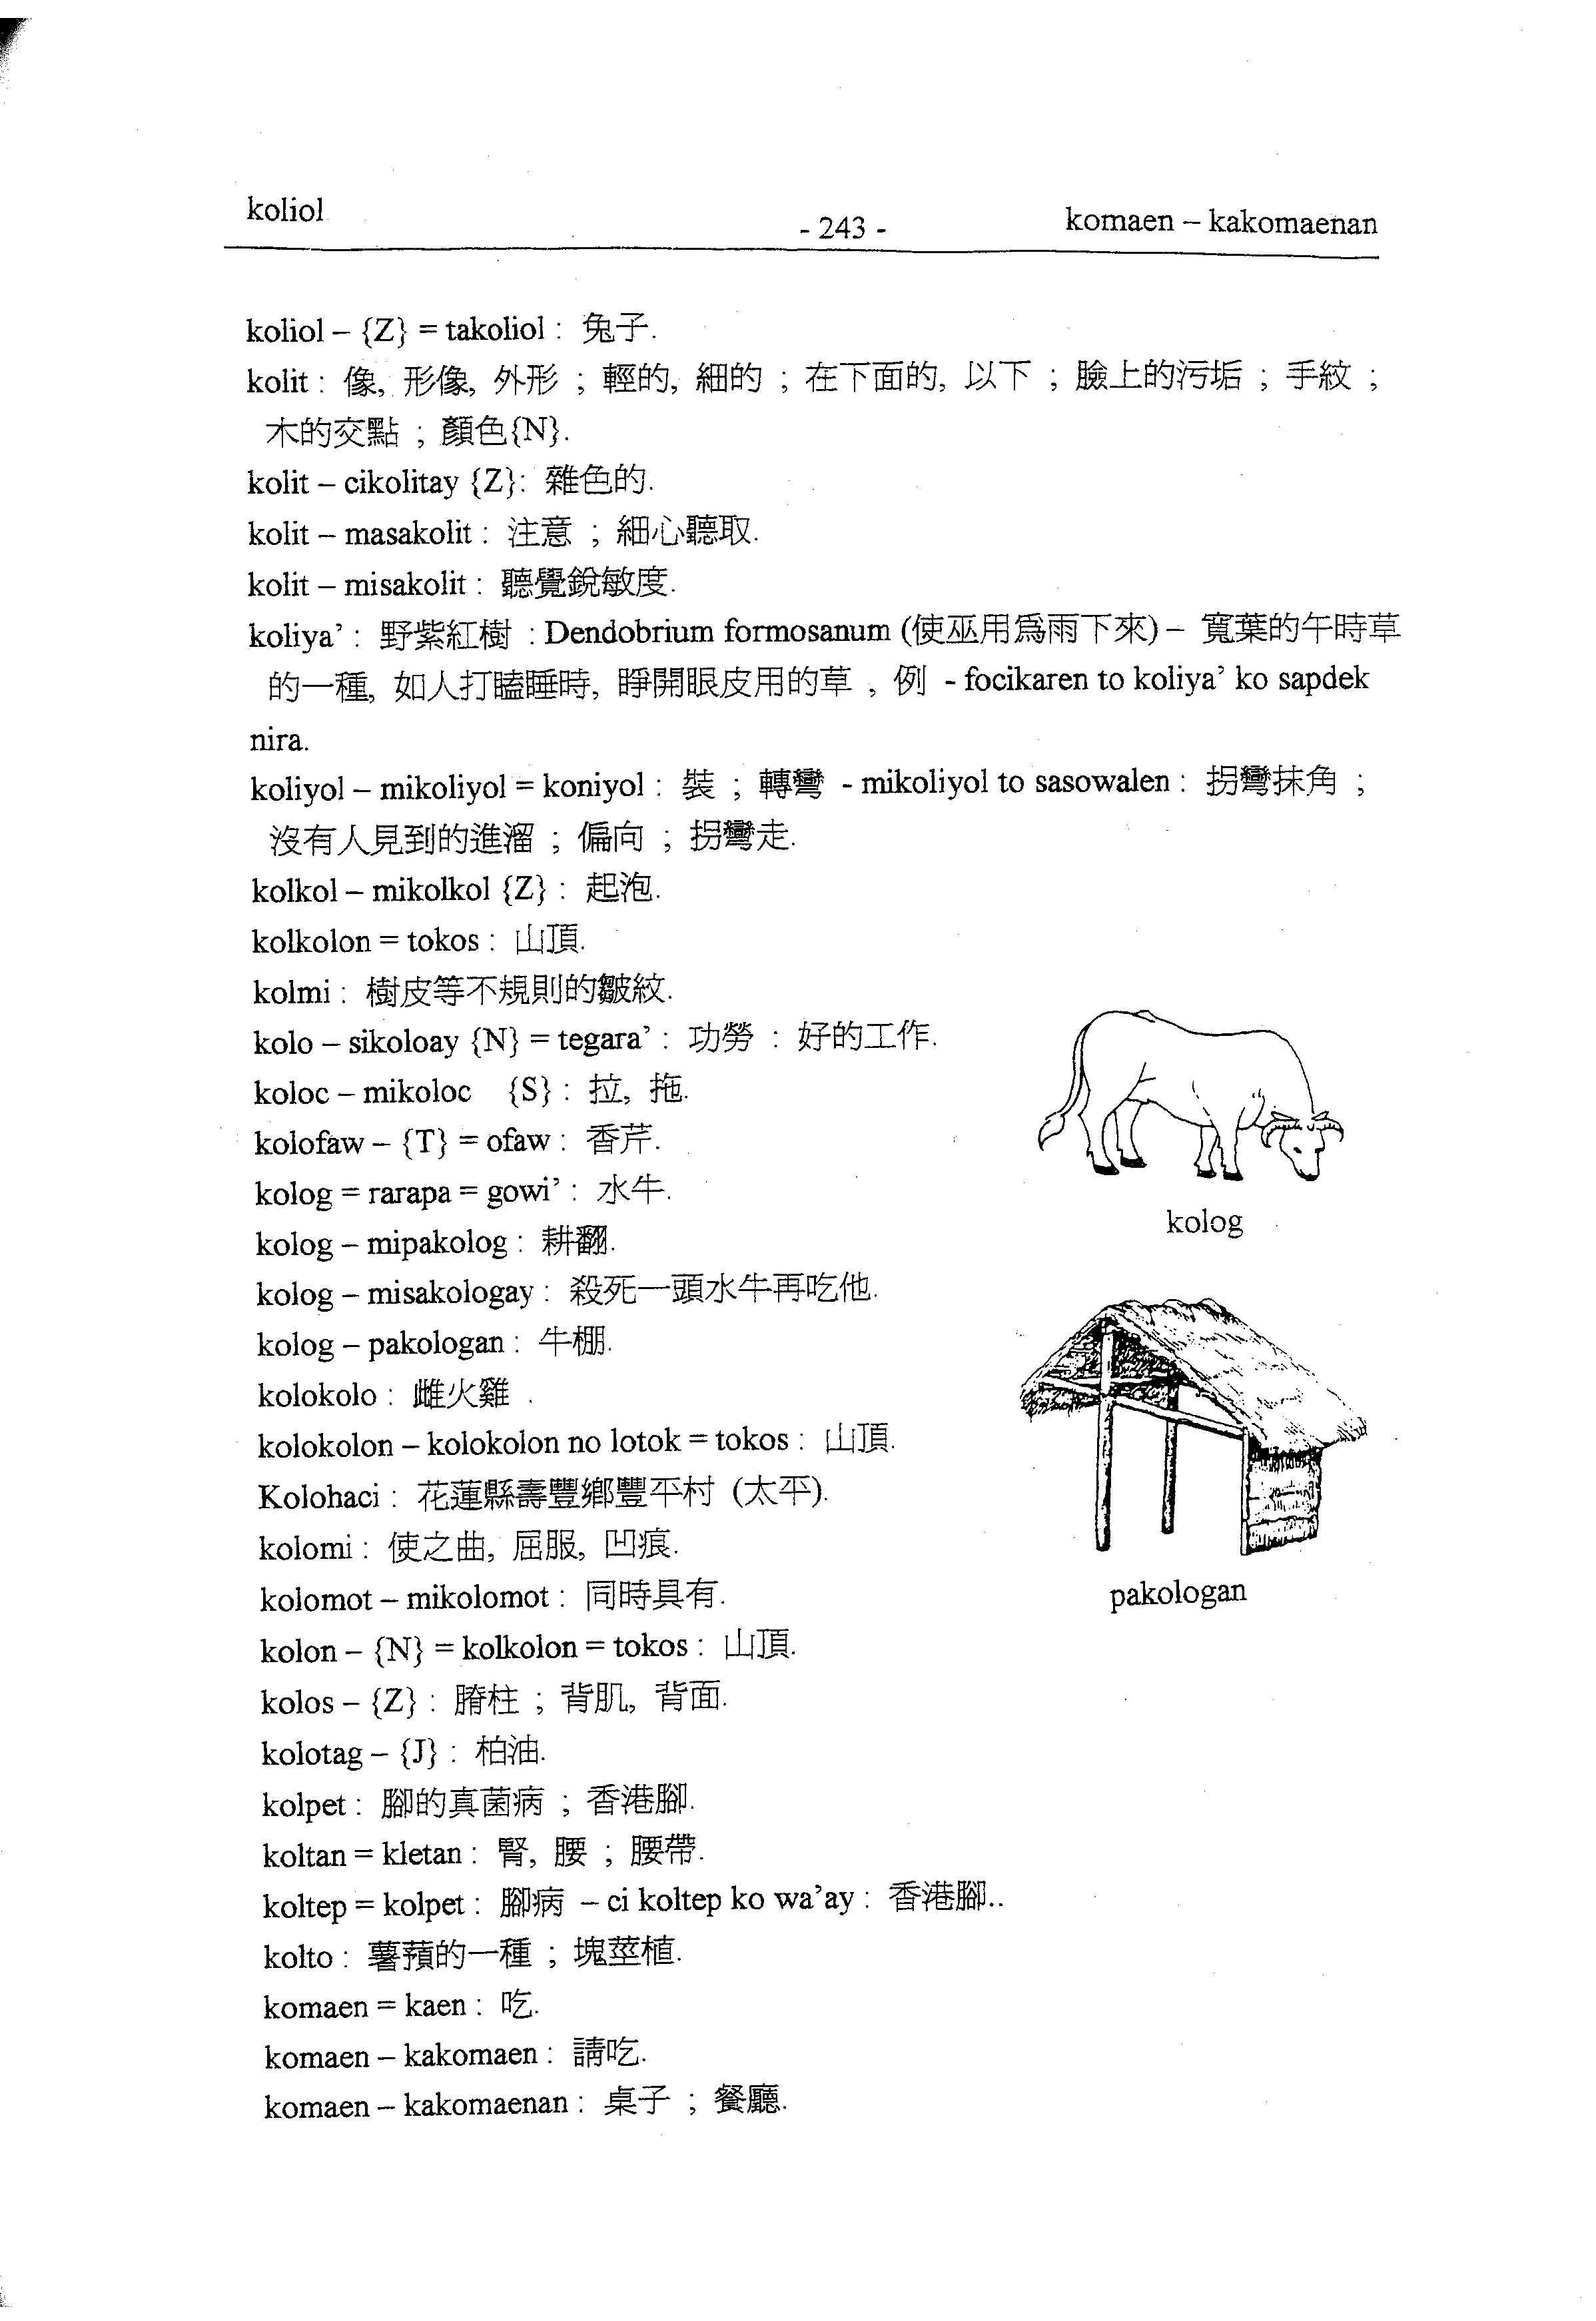 koliol
- 243 -
komaen – kakomaenan
koliol – {Z} = takoliol : 兔子.
kolit : 像, 形像, 外形 ; 輕的, 細的 ; 在下面的, 以下 ; 臉上的污垢 ; 手紋 ;
木的交點 ; 顏色{N}.
kolit – cikolitay {Z}: 雜色的.
kolit – masakolit : 注意 ; 細心聽取.
kolit – misakolit : 聽覺銳敏度.
koliya’ : 野紫紅樹 : Dendobrium formosanum (使巫用為雨下來) – 寬葉的午時草
的一種, 如人打瞌睡時, 睜開眼皮用的草 , 例 - focikaren to koliya’ ko sapdek
nira.
koliyol – mikoliyol = koniyol : 裝 ; 轉彎 - mikoliyol to sasowalen : 拐彎抹角 ;
沒有人見到的進溜 ; 偏向 ; 拐彎走.
kolkol – mikolkol {Z} : 起泡.
kolkolon = tokos : 山頂.
kolmi : 樹皮等不規則的皺紋.
kolo – sikoloay {N} = tegara’ : 功勞 : 好的工作.
koloc – mikoloc {S} : 拉, 拖.
kolofaw – {T} = ofaw : 香芹.
kolog = rarapa = gowi’ : 水牛.
kolog – mipakolog : 耕翻.
kolog – misakologay : 殺死一頭水牛再吃他.
kolog – pakologan : 牛棚.
kolokolo : 雌火雞 .
kolokolon – kolokolon no lotok = tokos : 山頂.
Kolohaci : 花蓮縣壽豐鄉豐平村 (太平).
kolomi : 使之曲, 屈服, 凹痕.
kolomot – mikolomot : 同時具有.
kolon – {N} = kolkolon = tokos : 山頂.
kolos – {Z} : 脊柱 ; 背肌, 背面.
kolotag – {J} : 柏油.
kolpet : 腳的真菌病 ; 香港腳.
koltan = kletan : 腎, 腰 ; 腰帶.
koltep = kolpet : 腳病 – ci koltep ko wa’ay : 香港腳..
kolto : 薯蕷的一種 ; 塊莖植.
komaen = kaen : 吃.
komaen – kakomaen : 請吃.
komaen – kakomaenan : 桌子 ; 餐廳.
kolog
pakologan